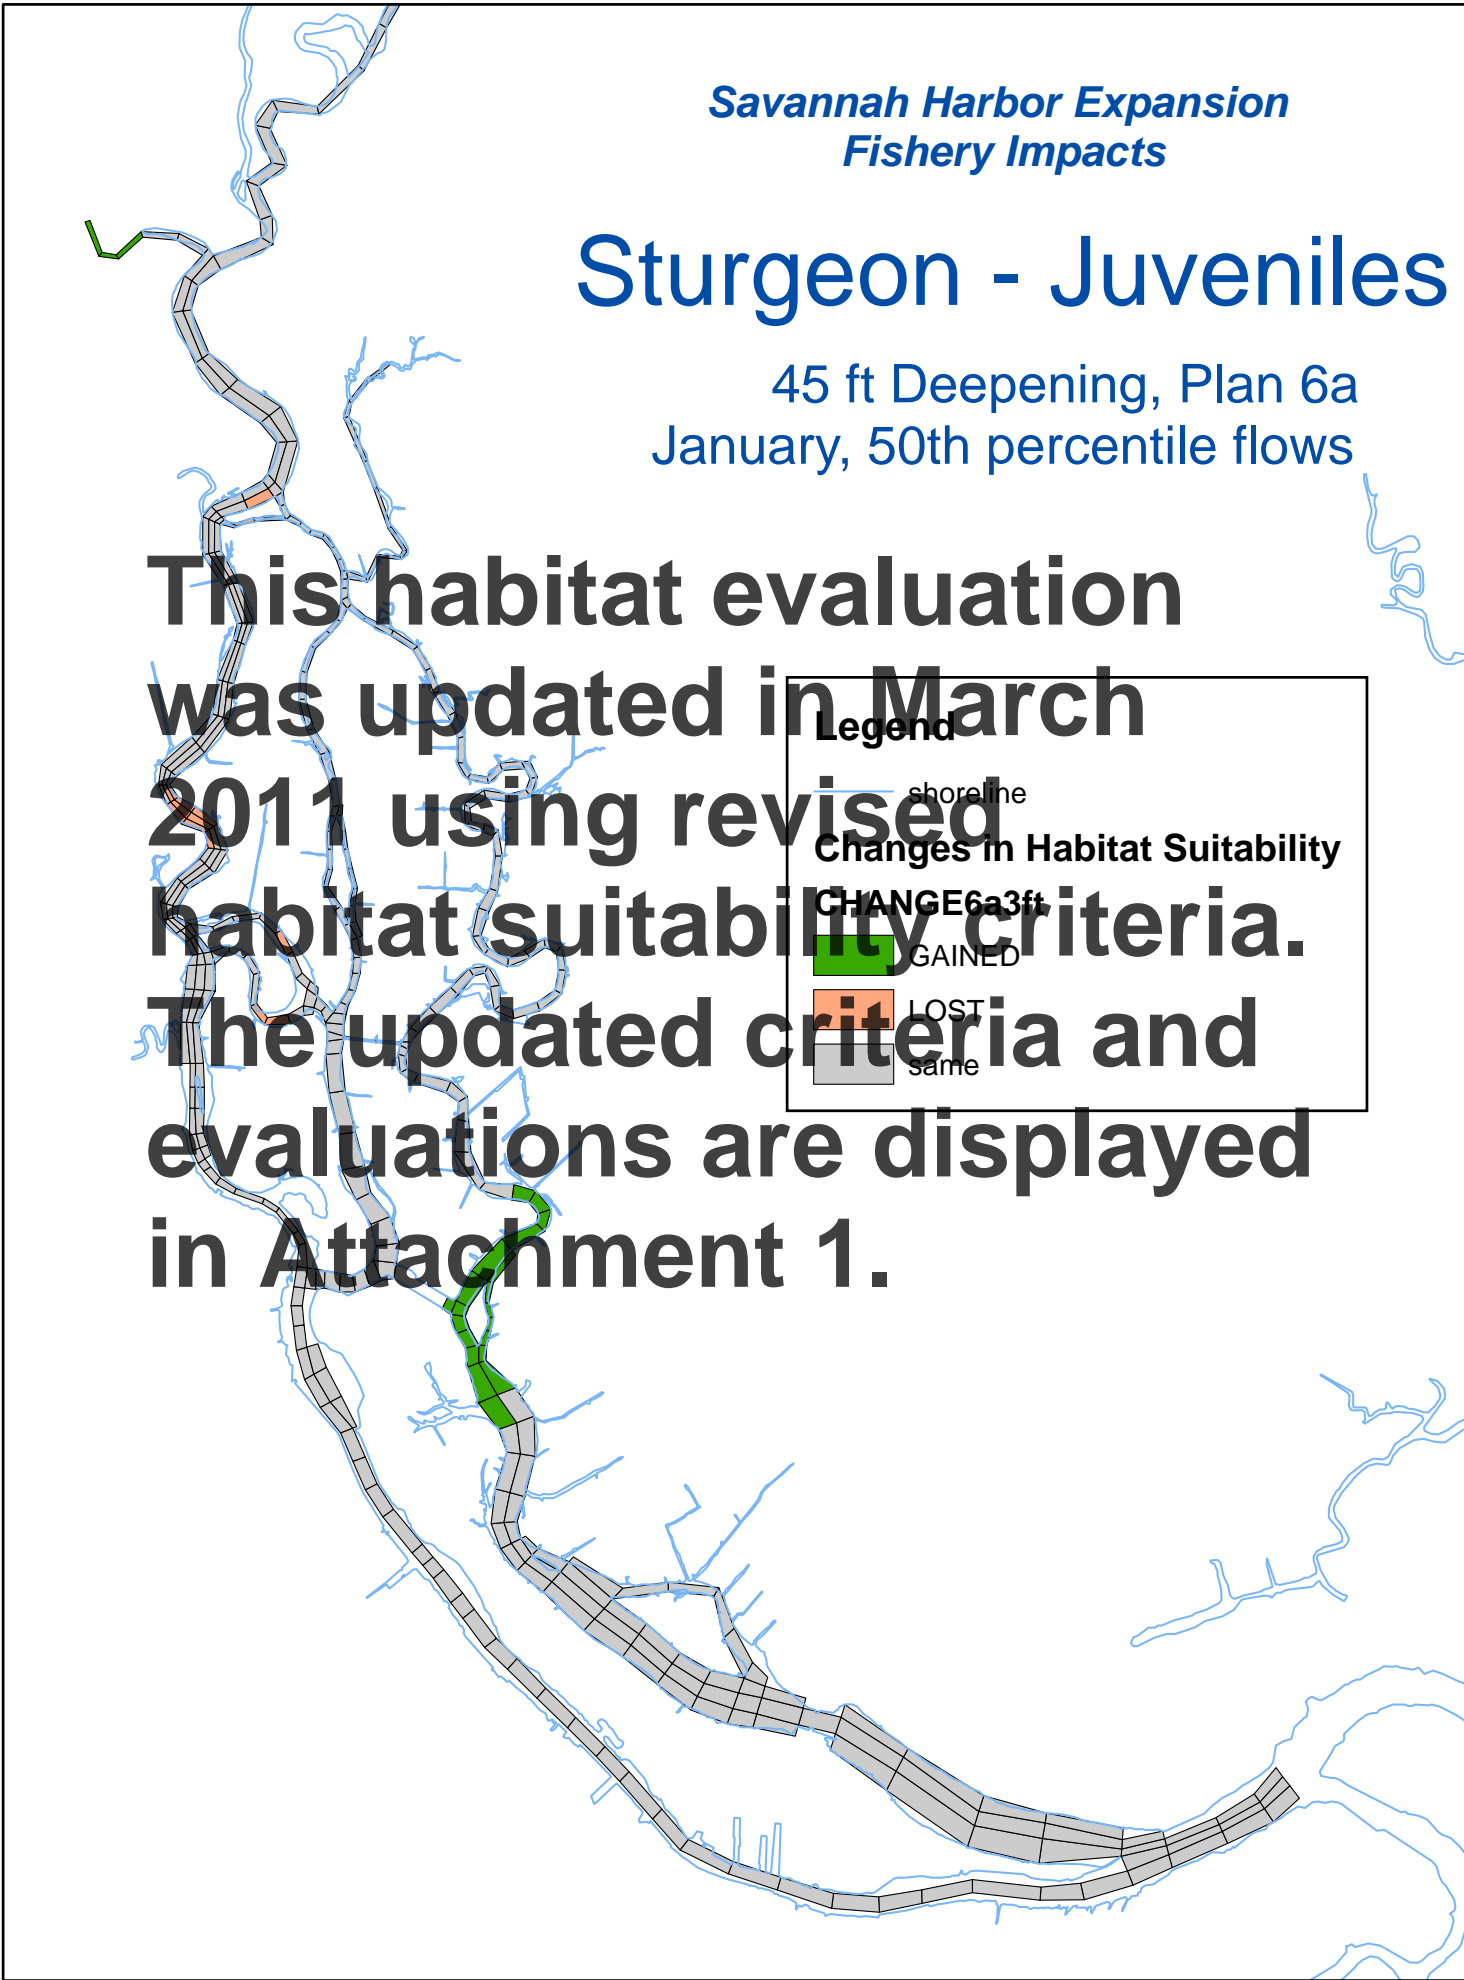 Savannah Harbor Expansion
Fishery Impacts
Sturgeon - Juveniles
45 ft Deepening, Plan 6a
January, 50th percentile flows
This habitat evaluation
was updated in March
2011 using revised
habitat suitability criteria.
The updated criteria and
evaluations are displayed
in Attachment 1.
Legend
shoreline
Changes in Habitat Suitability
CHANGE6a3ft
GAINED
LOST
same